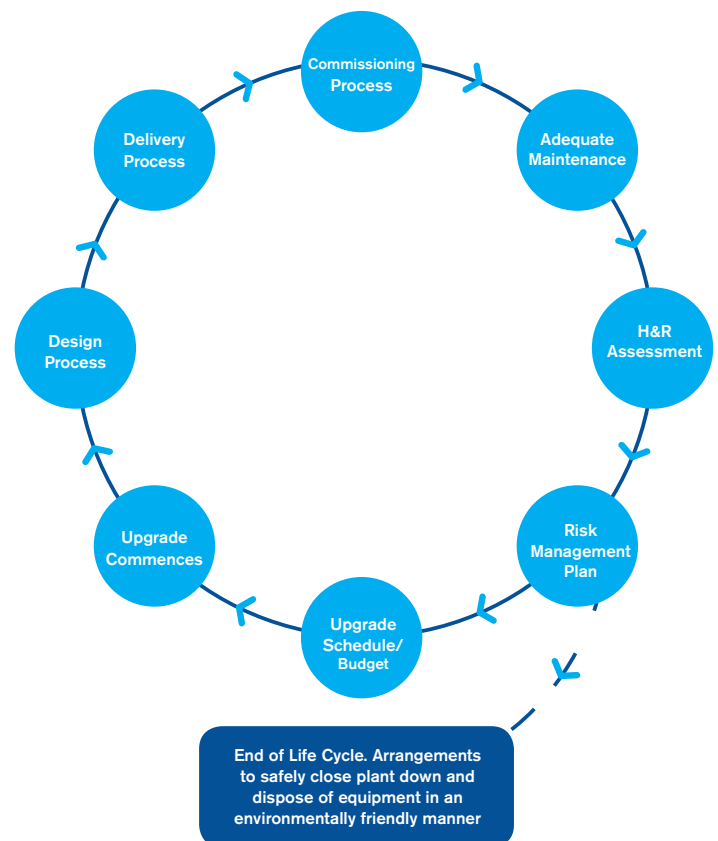 Commissioning
Process
Adequate
Maintenance
H&R
Assessment
Risk
Management
Plan
Upgrade
Schedule/
Budget
Upgrade
Commences
Design
Process
Delivery
Process
End of Life Cycle. Arrangements
to safely close plant down and
dispose of equipment in an
environmentally friendly manner